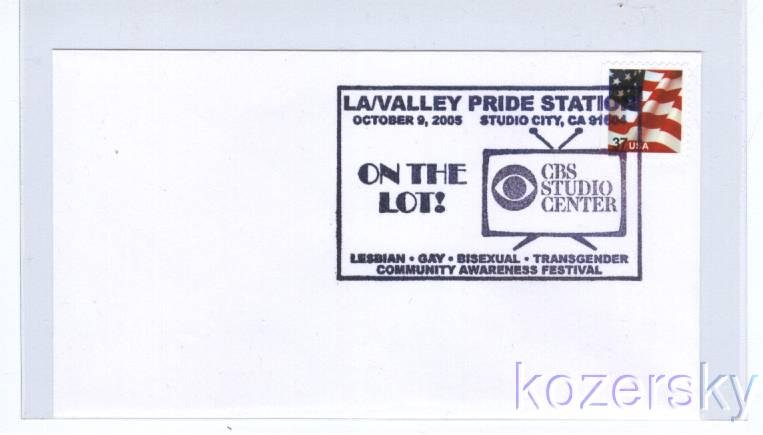 LA/VALLEY PRIDE STATION
OCTOBER 9, 2005 STUDIO CITY, CA 91604
37 USA
ON THE
LOT!
CBS
STUDIO
CENTER
LESBIAN • GAY • BISEXUAL • TRANSGENDER
COMMUNITY AWARENESS FESTIVAL
kozersky